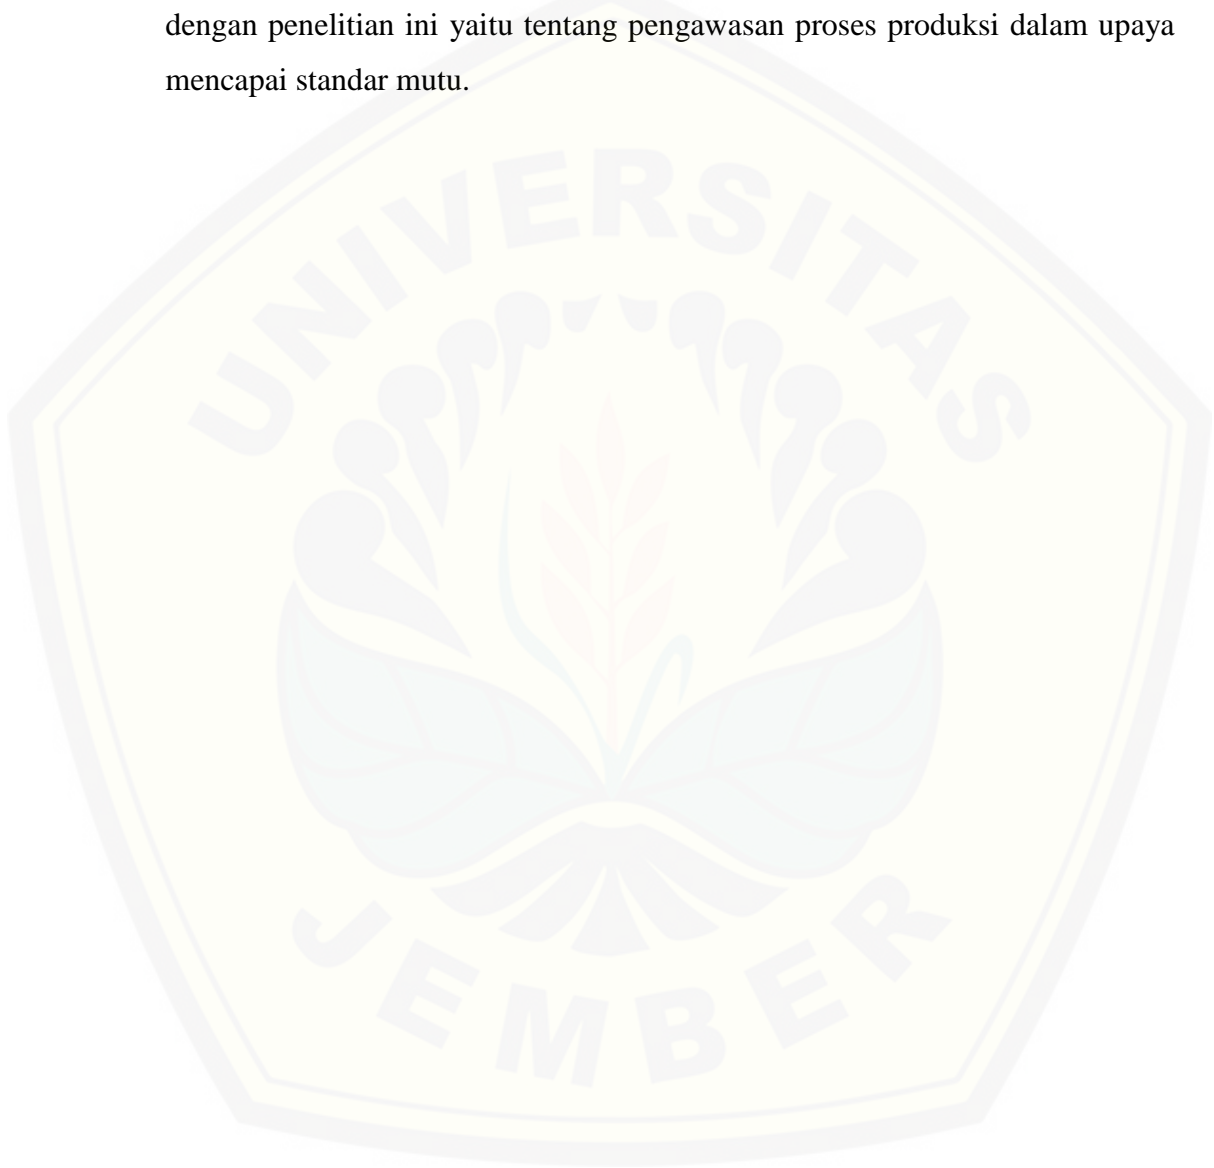 dengan penelitian ini yaitu tentang pengawasan proses produksi dalam upaya
mencapai standar mutu.
UNIVERSITAS
JEMBER